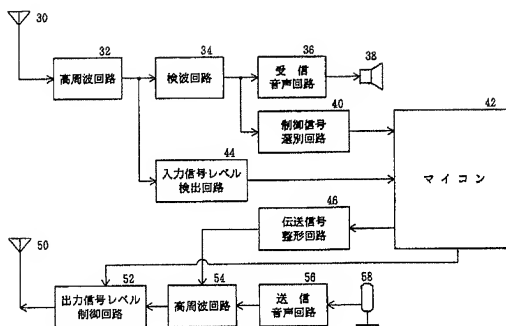 30
32
34
36
38
高周波回路
検波回路
受信
音声回路
40
42
制御信号
選別回路
44
マイコン
入力信号レベル
検出回路
46
伝送信号
整形回路
50
52
54
56
58
出力信号レベル
制御回路
高周波回路
送信
音声回路